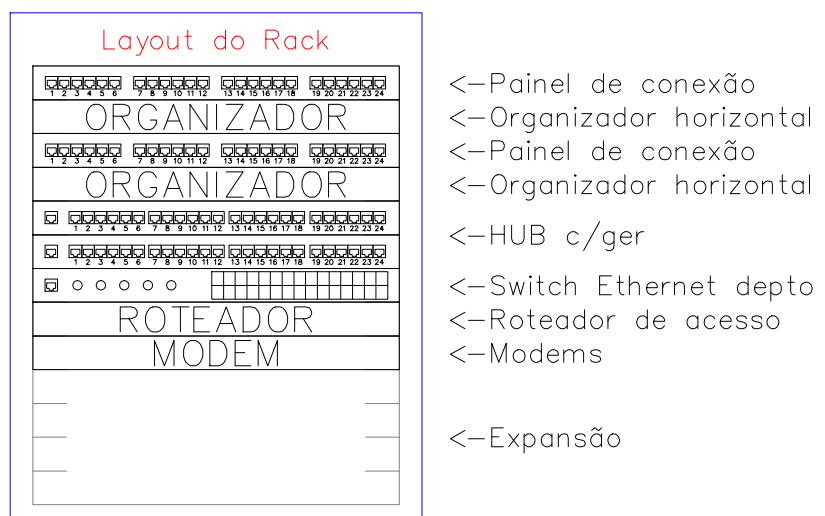 Layout do Rack
1 2 3 4 5 6 7 8 9 10 11 12 13 14 15 16 17 18 19 20 21 22 23 24 <-Painel de conexão
ORGANIZADOR <-Organizador horizontal
1 2 3 4 5 6 7 8 9 10 11 12 13 14 15 16 17 18 19 20 21 22 23 24 <-Painel de conexão
ORGANIZADOR <-Organizador horizontal
1 2 3 4 5 6 7 8 9 10 11 12 13 14 15 16 17 18 19 20 21 22 23 24
<-HUB c/ger
1 2 3 4 5 6 7 8 9 10 11 12 13 14 15 16 17 18 19 20 21 22 23 24
<-Switch Ethernet depto
ROTEADOR <-Roteador de acesso
MODEM <-Modems
<-Expansão